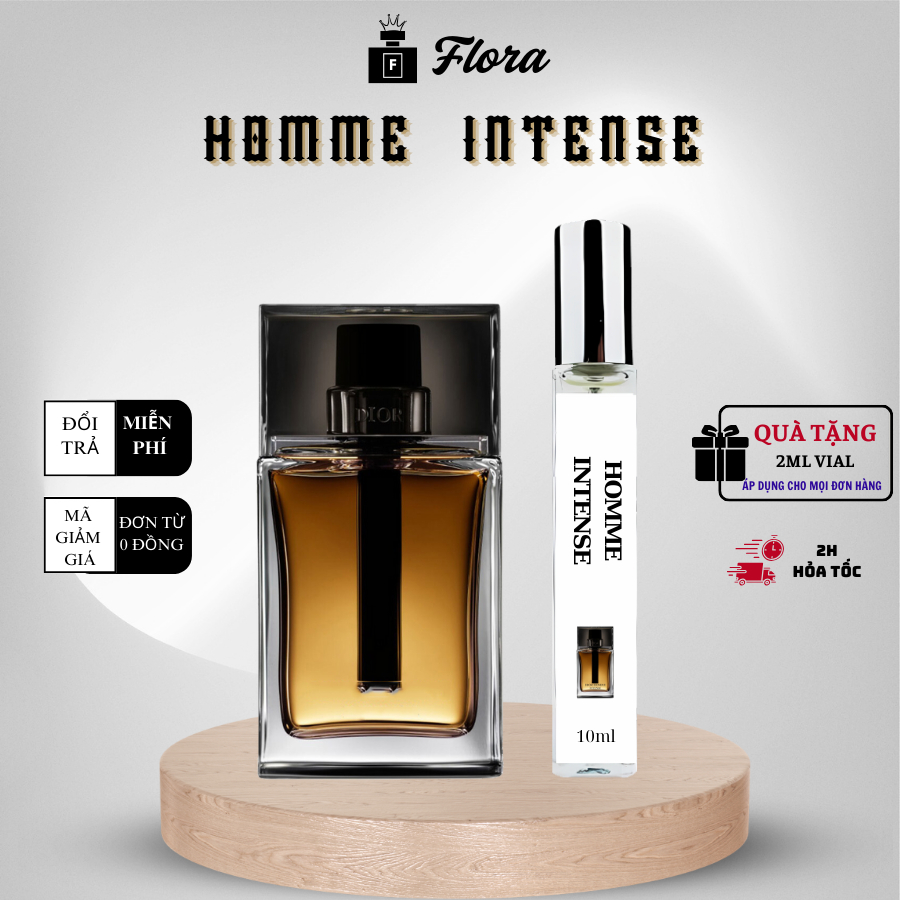 F
Flora
HOMME INTENSE
DIOR
ĐỔI
TRẢ
MIỄN
PHÍ
MÃ
GIẢM
GIÁ
ĐƠN TỪ
0 ĐỒNG
HOMME
INTENSE
10ml
QUÀ TẶNG
2ML VIAL
ÁP DỤNG CHO MỌI ĐƠN HÀNG
2H
HỎA TỐC